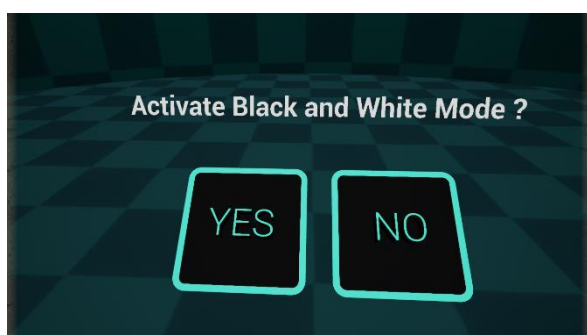 Activate Black and White Mode ?
YES
NO